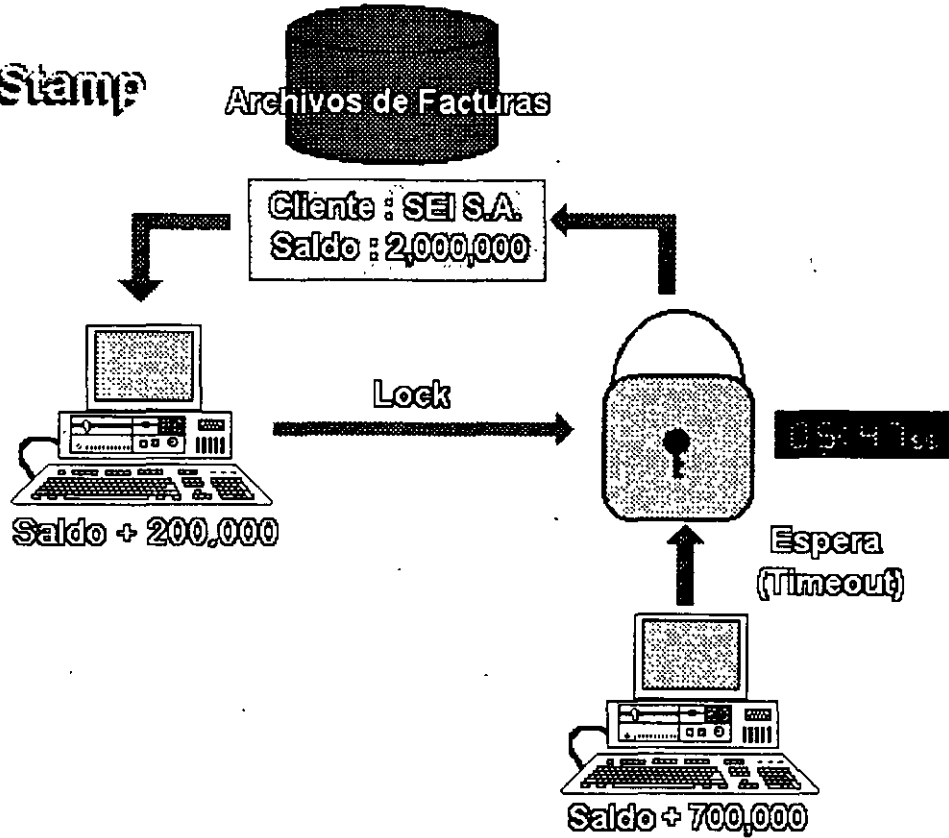 Stamp
Archivos de Facturas
Cliente : SEI S.A.
Saldo : 2,000,000
Lock
Saldo + 200,000
Espera
(Timeout)
Saldo + 700,000